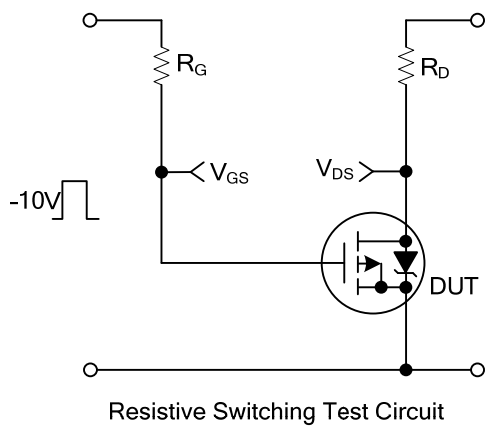 R_G
R_D
V_GS
V_DS
-10V
DUT
Resistive Switching Test Circuit